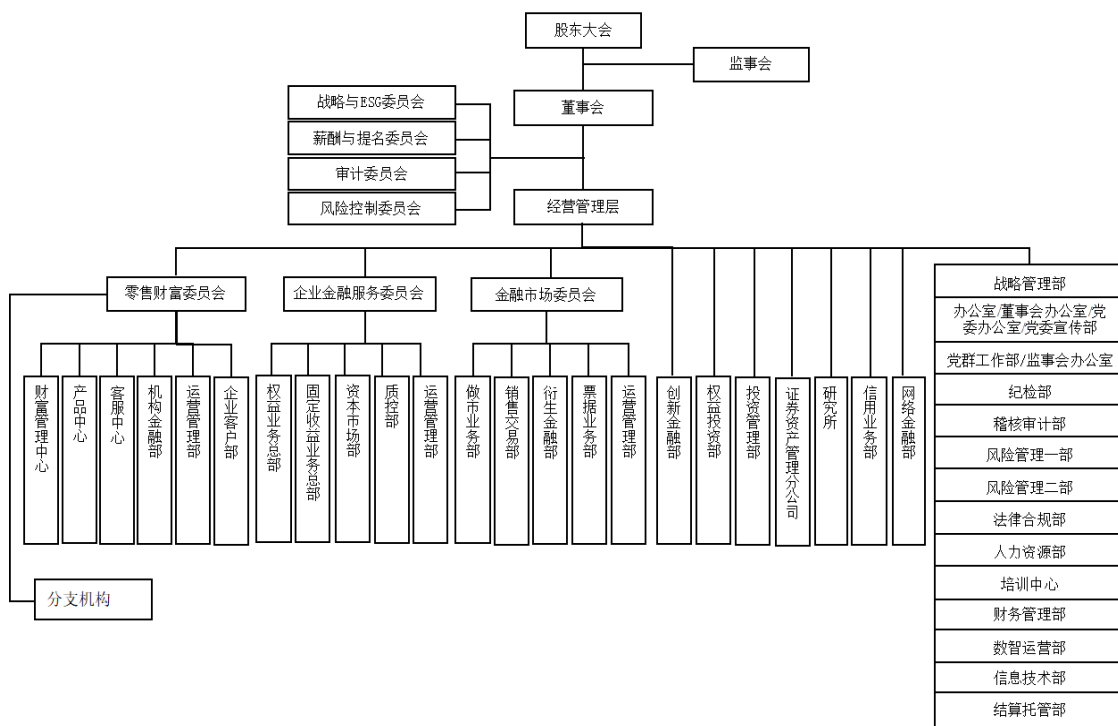 股东大会
监事会
战略与ESG委员会
董事会
薪酬与提名委员会
审计委员会
风险控制委员会
经营管理层
零售财富委员会
企业金融服务委员会
金融市场委员会
财富管理中心
产品中心
客服中心
机构金融部
运营管理部
企业客户部
权益业务总部
固定收益业务总部
资本市场部
质控部
运营管理部
做市业务部
销售交易部
衍生金融部
票据业务部
运营管理部
创新金融部
权益投资部
投资管理部
证券资产管理分公司
研究所
信用业务部
网络金融部
战略管理部
办公室/董事会办公室/党
委办公室/党委宣传部
党群工作部/监事会办公室
纪检部
稽核审计部
风险管理一部
风险管理二部
法律合规部
人力资源部
培训中心
财务管理部
数智运营部
信息技术部
结算托管部
分支机构